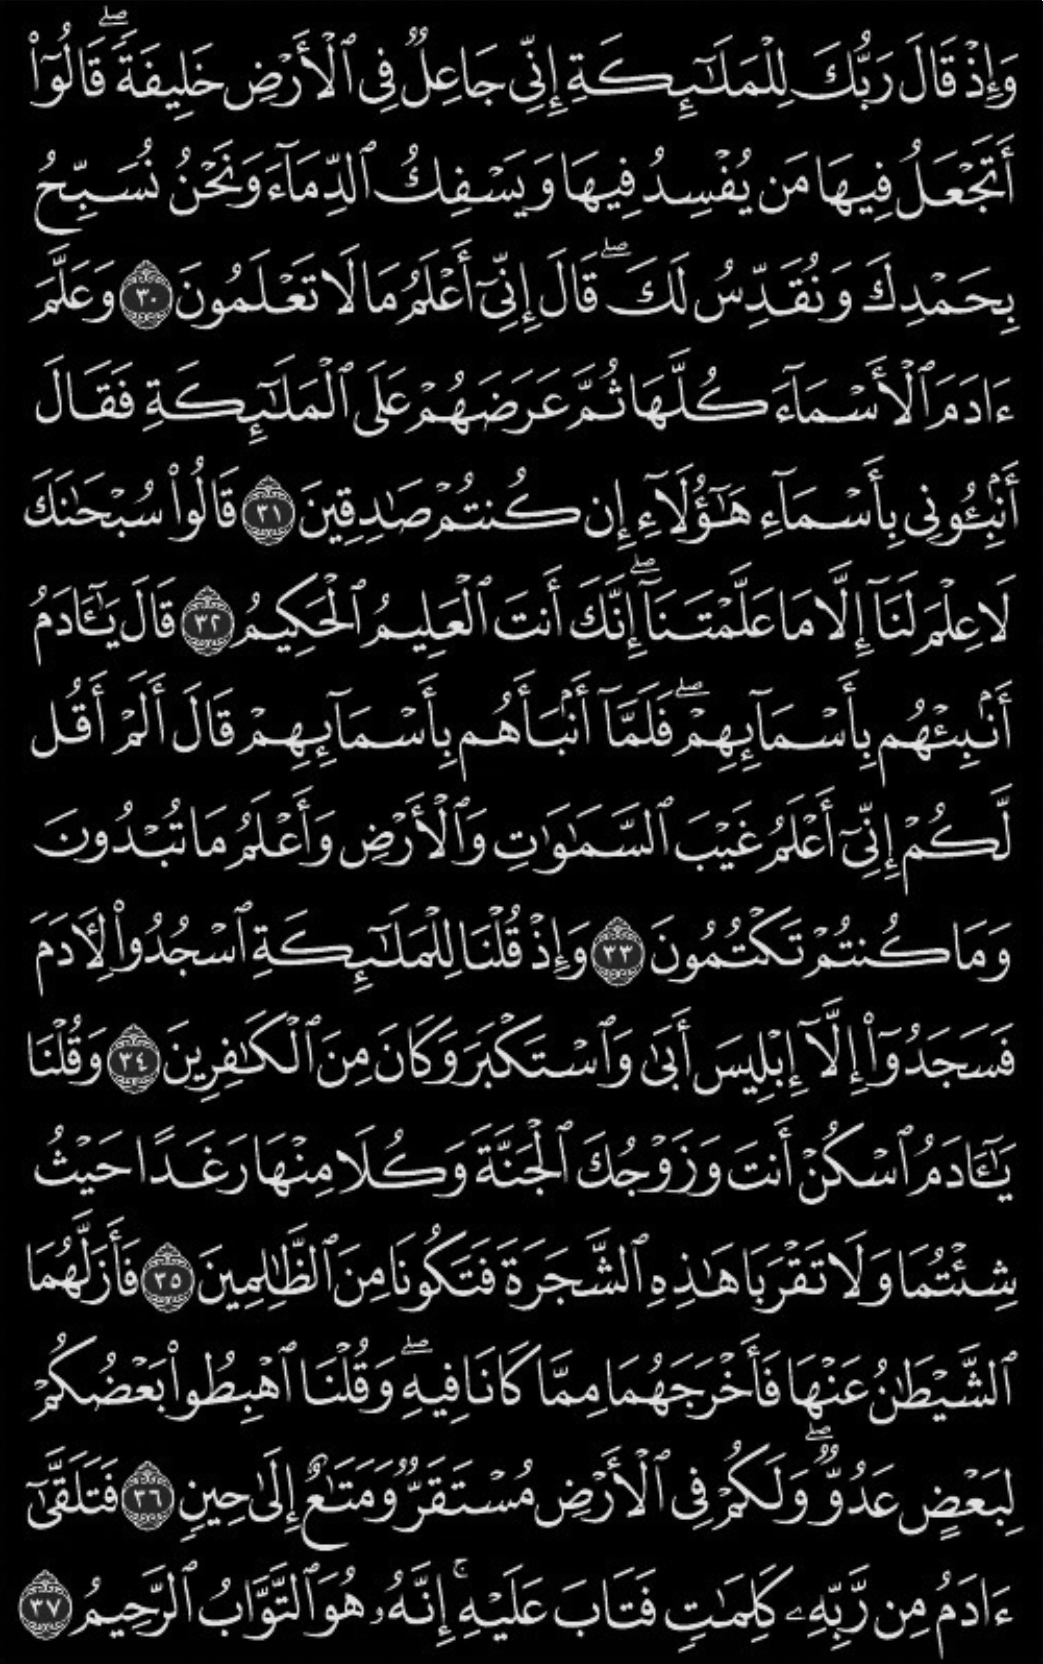 وَإِذْ قَالَ رَبُّكَ لِلْمَلَٰٓئِكَةِ إِنِّى جَاعِلٌ فِى ٱلْأَرْضِ خَلِيفَةً ۖ قَالُوٓا۟
أَتَجْعَلُ فِيهَا مَن يُفْسِدُ فِيهَا وَيَسْفِكُ ٱلدِّمَآءَ وَنَحْنُ نُسَبِّحُ
بِحَمْدِكَ وَنُقَدِّسُ لَكَ ۖ قَالَ إِنِّىٓ أَعْلَمُ مَا لَا تَعْلَمُونَ ٣٠ وَعَلَّمَ
ءَادَمَ ٱلْأَسْمَآءَ كُلَّهَا ثُمَّ عَرَضَهُمْ عَلَى ٱلْمَلَٰٓئِكَةِ فَقَالَ
أَنۢبِـُٔونِى بِأَسْمَآءِ هَٰٓؤُلَآءِ إِن كُنتُمْ صَٰدِقِينَ ٣١ قَالُوا۟ سُبْحَٰنَكَ
لَا عِلْمَ لَنَآ إِلَّا مَا عَلَّمْتَنَآ ۖ إِنَّكَ أَنتَ ٱلْعَلِيمُ ٱلْحَكِيمُ ٣٢ قَالَ يَٰٓـَٔادَمُ
أَنۢبِئْهُم بِأَسْمَآئِهِمْ ۖ فَلَمَّآ أَنۢبَأَهُم بِأَسْمَآئِهِمْ قَالَ أَلَمْ أَقُل
لَّكُمْ إِنِّىٓ أَعْلَمُ غَيْبَ ٱلسَّمَٰوَٰتِ وَٱلْأَرْضِ وَأَعْلَمُ مَا تُبْدُونَ
وَمَا كُنتُمْ تَكْتُمُونَ ٣٣ وَإِذْ قُلْنَا لِلْمَلَٰٓئِكَةِ ٱسْجُدُوا۟ لِـَٔادَمَ
فَسَجَدُوٓا۟ إِلَّآ إِبْلِيسَ أَبَىٰ وَٱسْتَكْبَرَ وَكَانَ مِنَ ٱلْكَٰفِرِينَ ٣٤ وَقُلْنَا
يَٰٓـَٔادَمُ ٱسْكُنْ أَنتَ وَزَوْجُكَ ٱلْجَنَّةَ وَكُلَا مِنْهَا رَغَدًا حَيْثُ
شِئْتُمَا وَلَا تَقْرَبَا هَٰذِهِ ٱلشَّجَرَةَ فَتَكُونَا مِنَ ٱلظَّٰلِمِينَ ٣٥ فَأَزَلَّهُمَا
ٱلشَّيْطَٰنُ عَنْهَا فَأَخْرَجَهُمَا مِمَّا كَانَا فِيهِ ۖ وَقُلْنَا ٱهْبِطُوا۟ بَعْضُكُمْ
لِبَعْضٍ عَدُوٌّ ۖ وَلَكُمْ فِى ٱلْأَرْضِ مُسْتَقَرٌّ وَمَتَٰعٌ إِلَىٰ حِينٍ ٣٦ فَتَلَقَّىٰٓ
ءَادَمُ مِن رَّبِّهِۦ كَلِمَٰتٍ فَتَابَ عَلَيْهِ ۚ إِنَّهُۥ هُوَ ٱلتَّوَّابُ ٱلرَّحِيمُ ٣٧